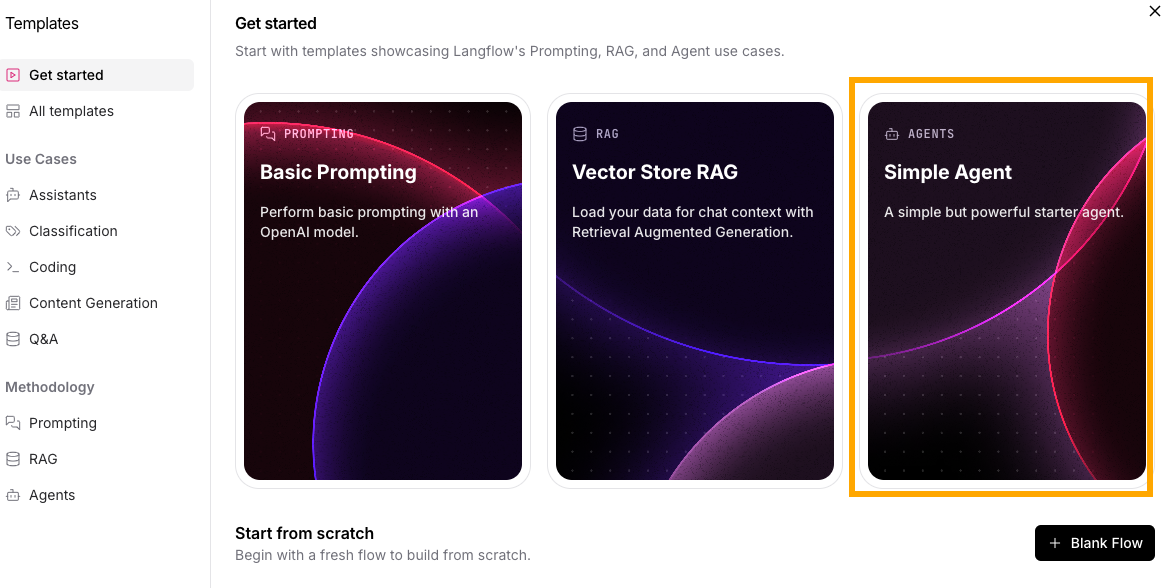 Templates
Get started
All templates
Use Cases
Assistants
Classification
Coding
Content Generation
Q&A
Methodology
Prompting
RAG
Agents
Get started
Start with templates showcasing Langflow's Prompting, RAG, and Agent use cases.
PROMPTING
Basic Prompting
Perform basic prompting with an
OpenAI model.
RAG
Vector Store RAG
Load your data for chat context with
Retrieval Augmented Generation.
AGENTS
Simple Agent
A simple but powerful starter agent.
Start from scratch
Begin with a fresh flow to build from scratch.
Blank Flow